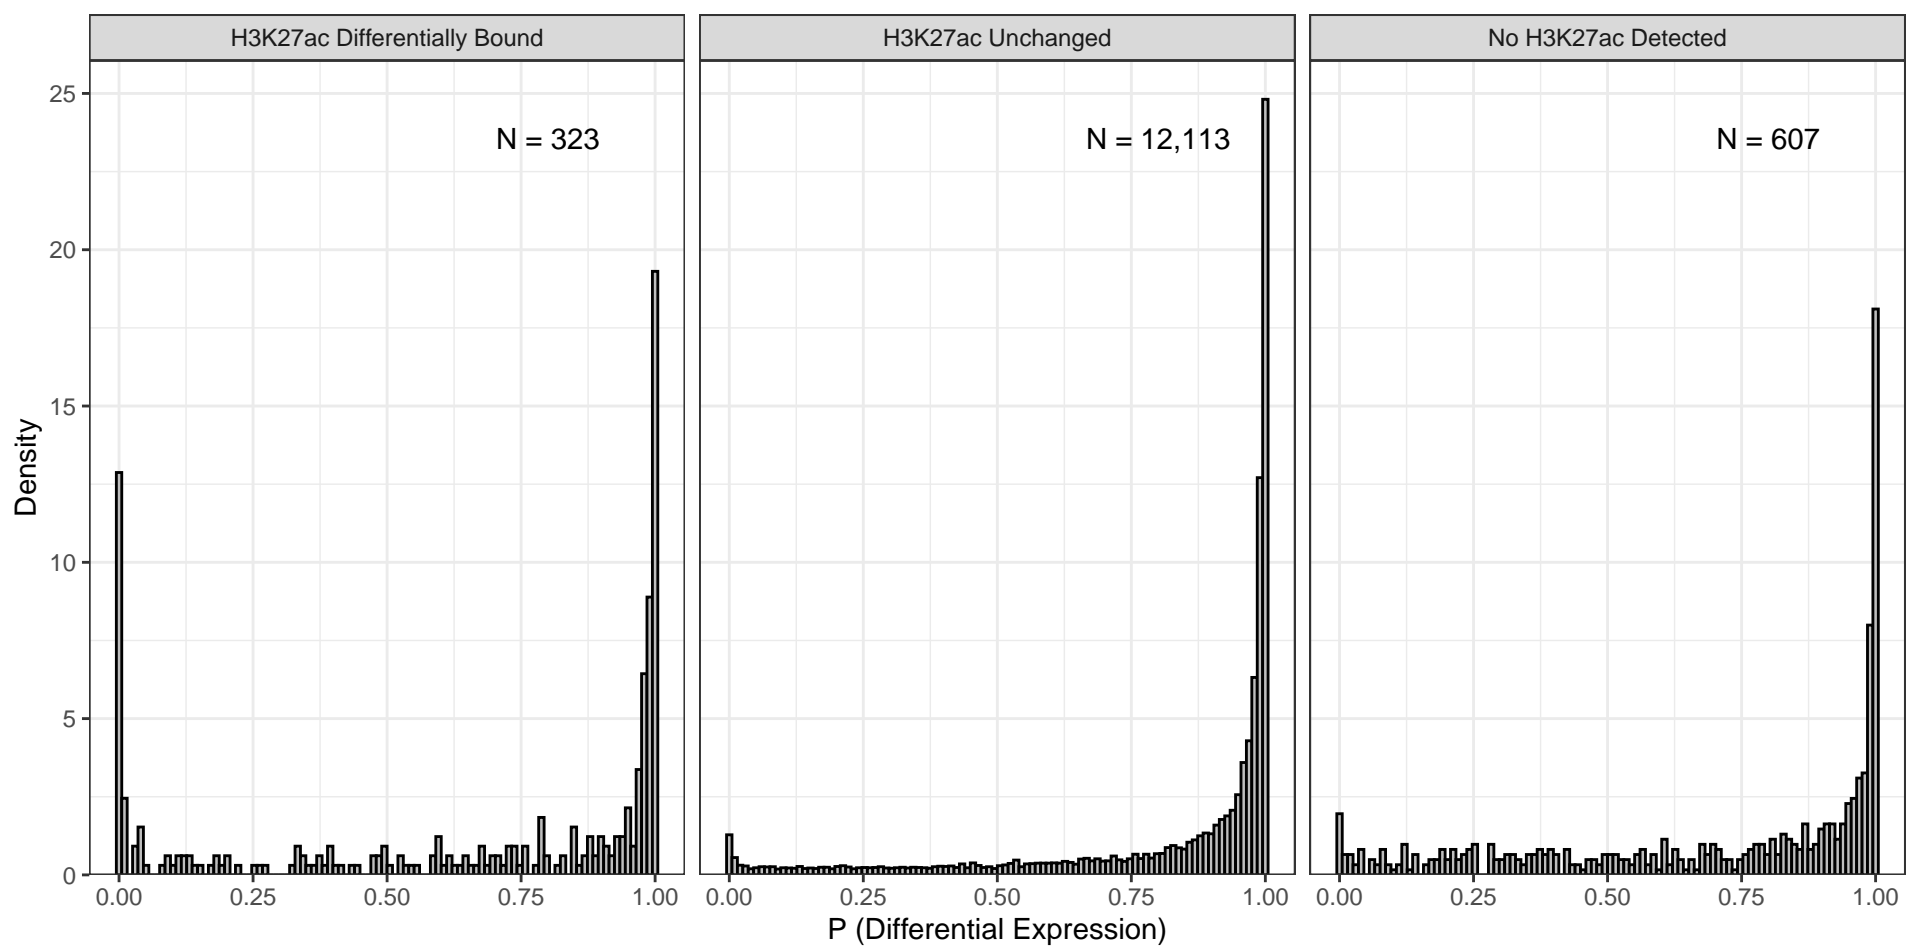 H3K27ac Differentially Bound
H3K27ac Unchanged
No H3K27ac Detected
N = 323
N = 12,113
N = 607
Density
25
20
15
10
5
0
0.00 0.25 0.50 0.75 1.00
0.00 0.25 0.50 0.75 1.00
0.00 0.25 0.50 0.75 1.00
P (Differential Expression)